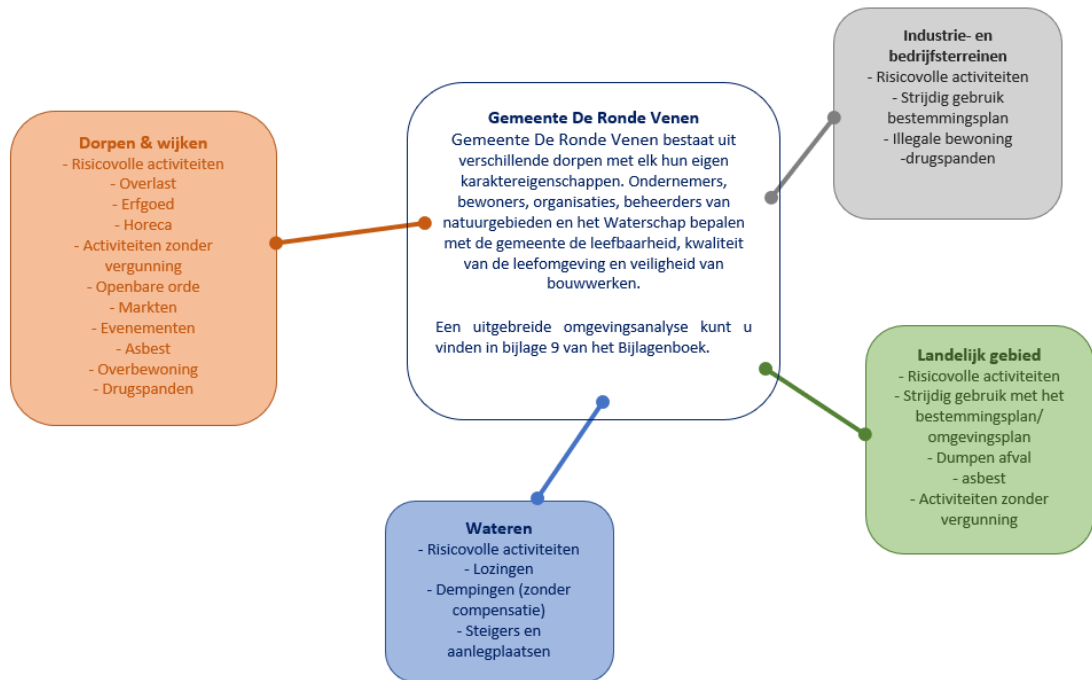 Industrie- en
bedrijfsterreinen
- Risicovolle activiteiten
- Strijdig gebruik
bestemmingsplan
- Illegale bewoning
-drugspanden
Gemeente De Ronde Venen
Gemeente De Ronde Venen bestaat uit
verschillende dorpen met elk hun eigen
karaktereigenschappen. Ondernemers,
bewoners, organisaties, beheerders van
natuurgebieden en het Waterschap bepalen
met de gemeente de leefbaarheid, kwaliteit
van de leefomgeving en veiligheid van
bouwwerken.
Een uitgebreide omgevingsanalyse kunt u
vinden in bijlage 9 van het Bijlagenboek.
Dorpen & wijken
- Risicovolle activiteiten
- Overlast
- Erfgoed
- Horeca
- Activiteiten zonder
vergunning
- Openbare orde
- Markten
- Evenementen
- Asbest
- Overbewoning
- Drugspanden
Landelijk gebied
- Risicovolle activiteiten
- Strijdig gebruik met het
bestemmingsplan/
omgevingsplan
- Dumpen afval
- asbest
- Activiteiten zonder
vergunning
Wateren
- Risicovolle activiteiten
- Lozingen
- Dempingen (zonder
compensatie)
- Steigers en
aanlegplaatsen